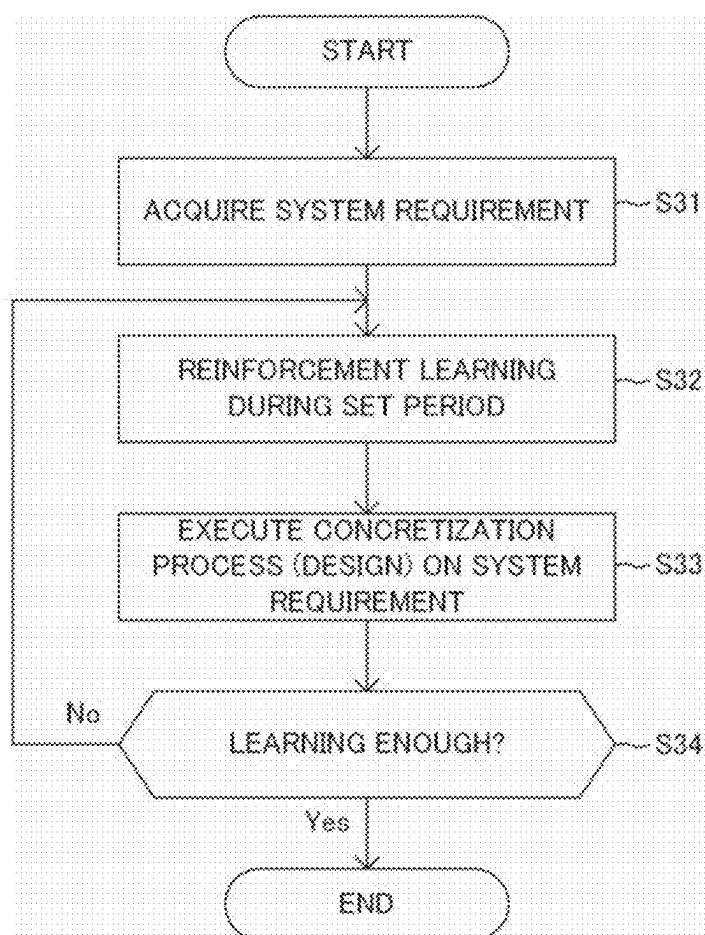 START
ACQUIRE SYSTEM REQUIREMENT
S31
REINFORCEMENT LEARNING
DURING SET PERIOD
S32
EXECUTE CONCRETIZATION
PROCESS (DESIGN) ON SYSTEM
REQUIREMENT
S33
No
LEARNING ENOUGH?
S34
Yes
END